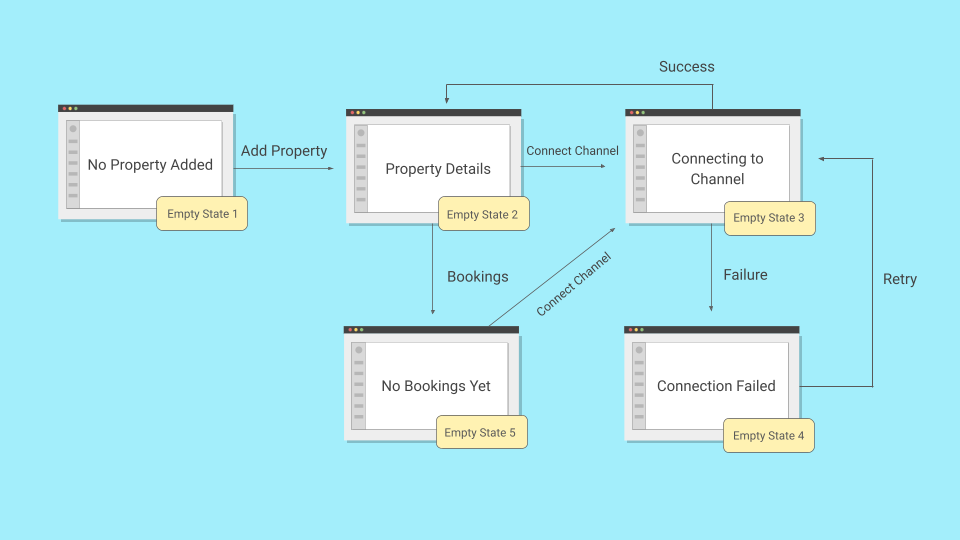 Success
No Property Added
Add Property
Empty State 1
Property Details
Connect Channel
Empty State 2
Connecting to
Channel
Empty State 3
Bookings
Connect Channel
Failure
Retry
No Bookings Yet
Empty State 5
Connection Failed
Empty State 4